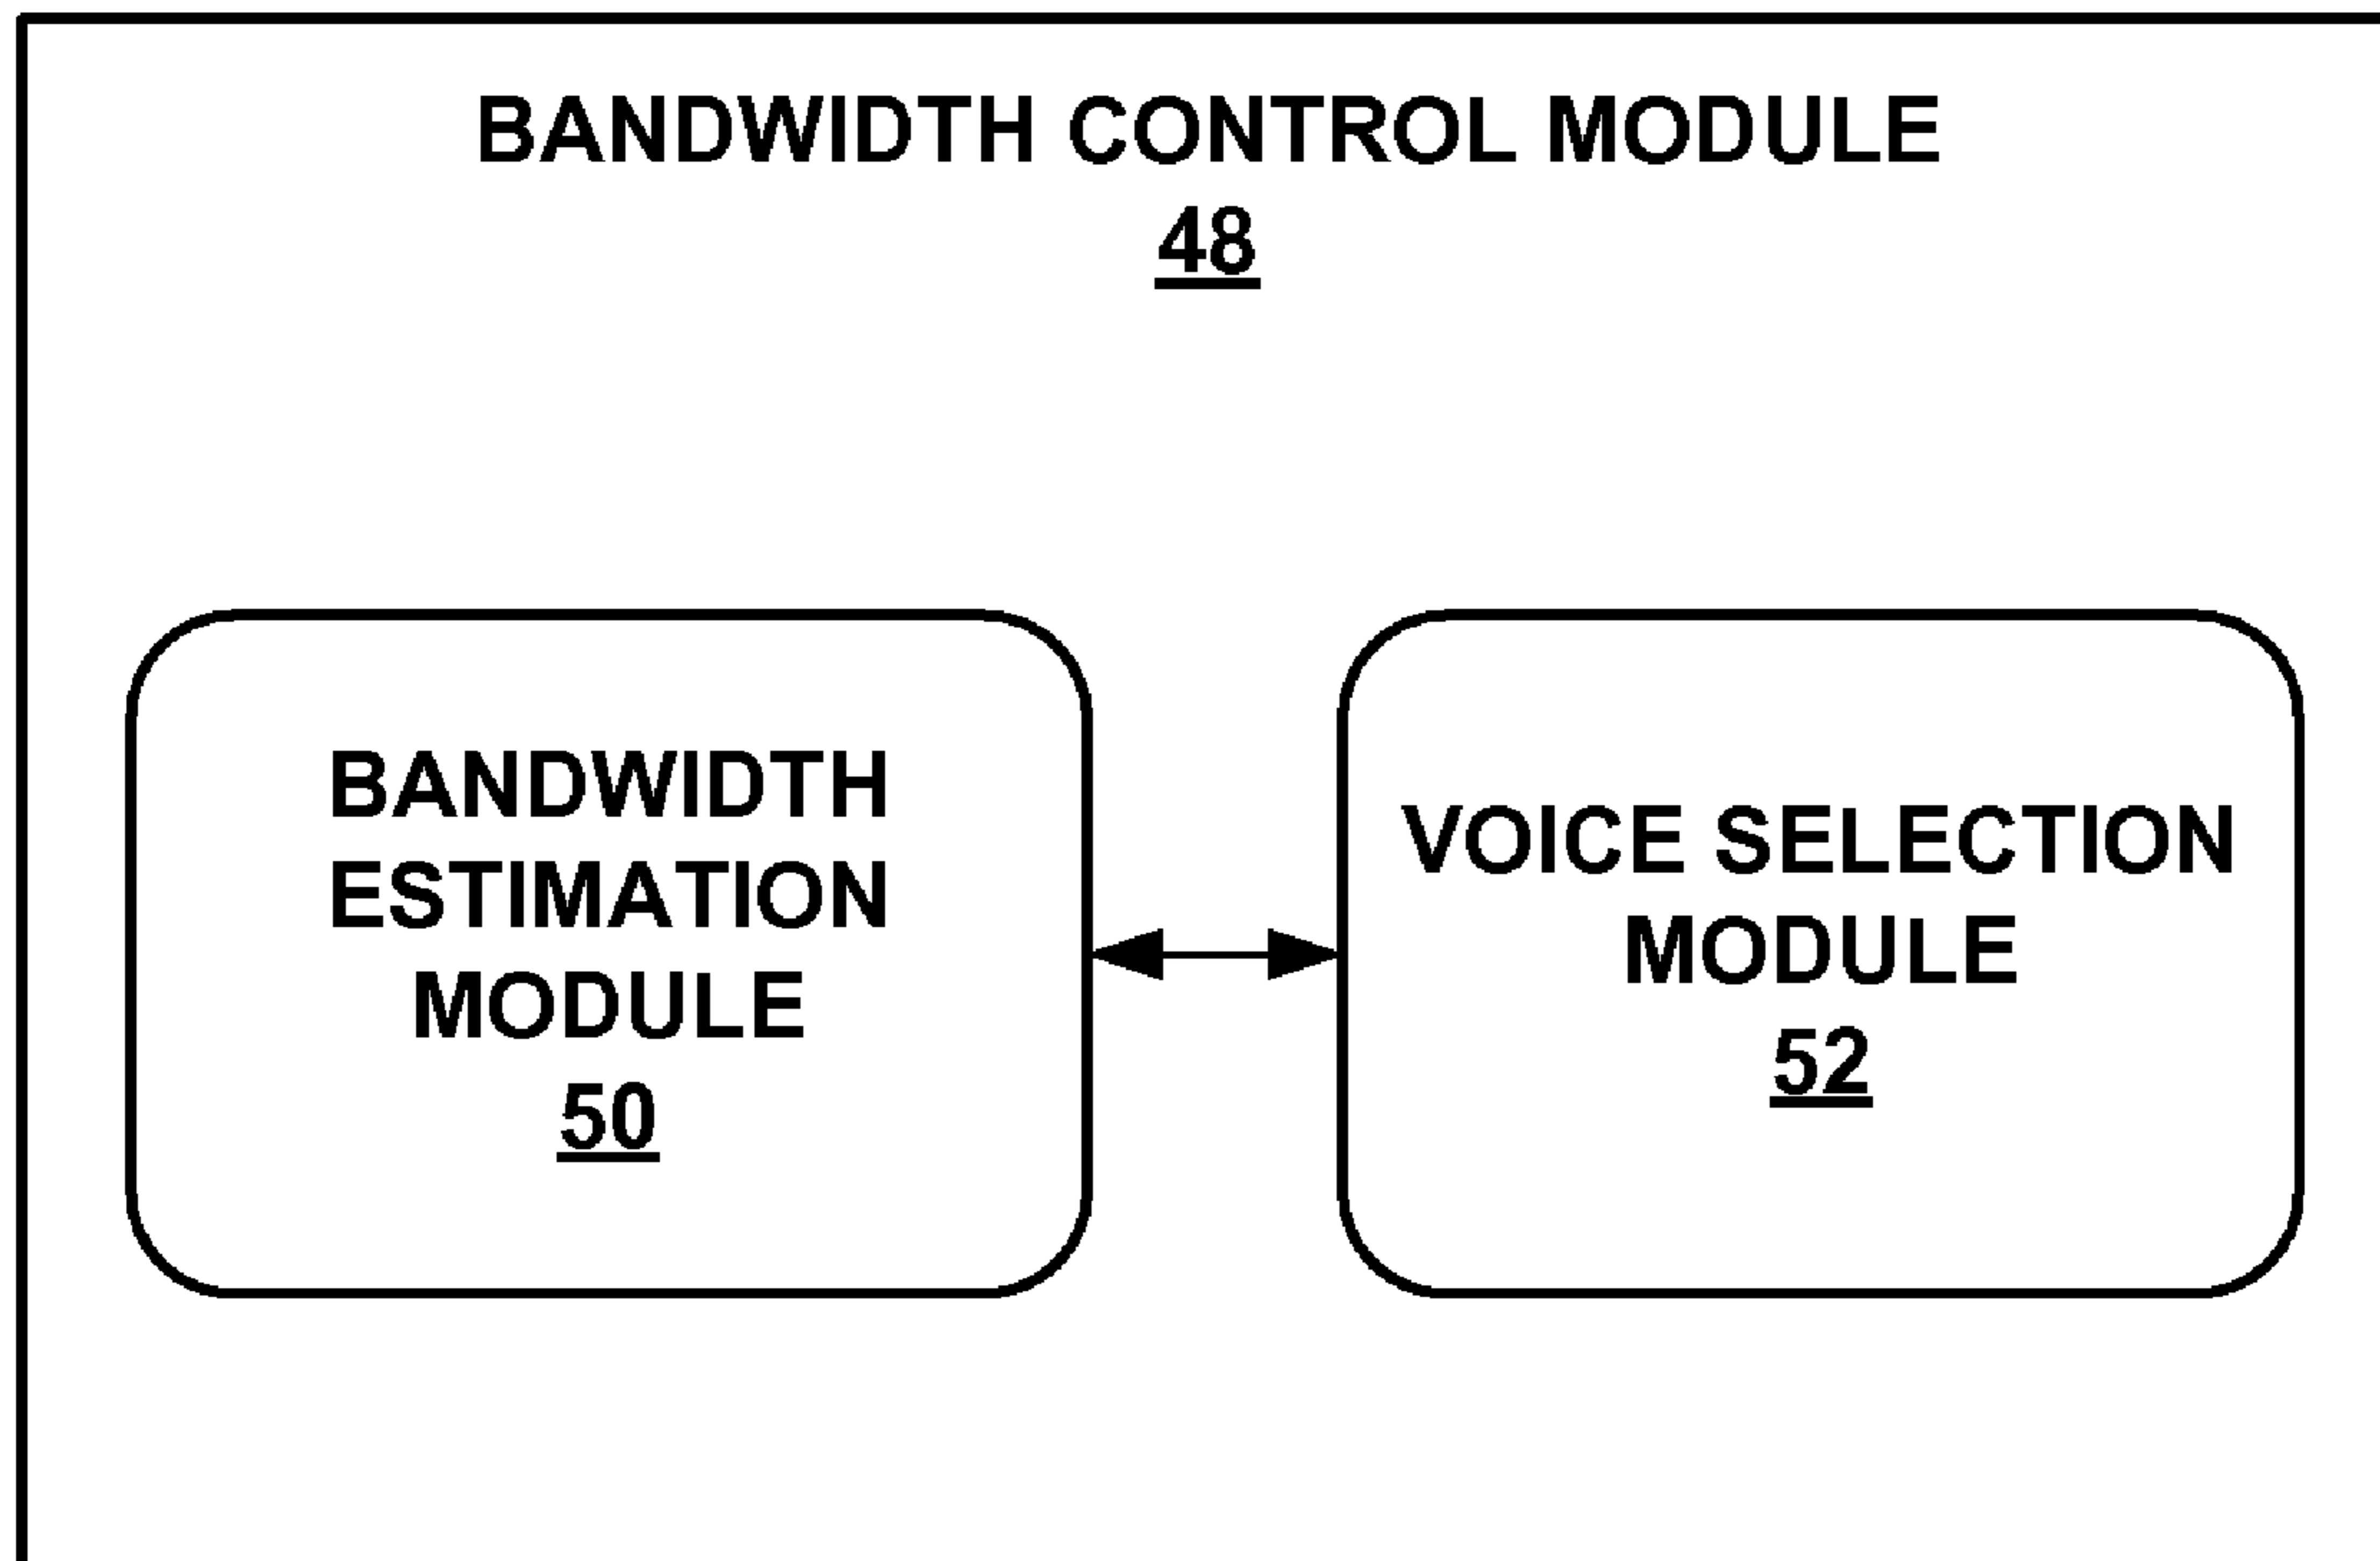 BANDWIDTH CONTROL MODULE
48
BANDWIDTH
ESTIMATION
MODULE
50
VOICE SELECTION
MODULE
52